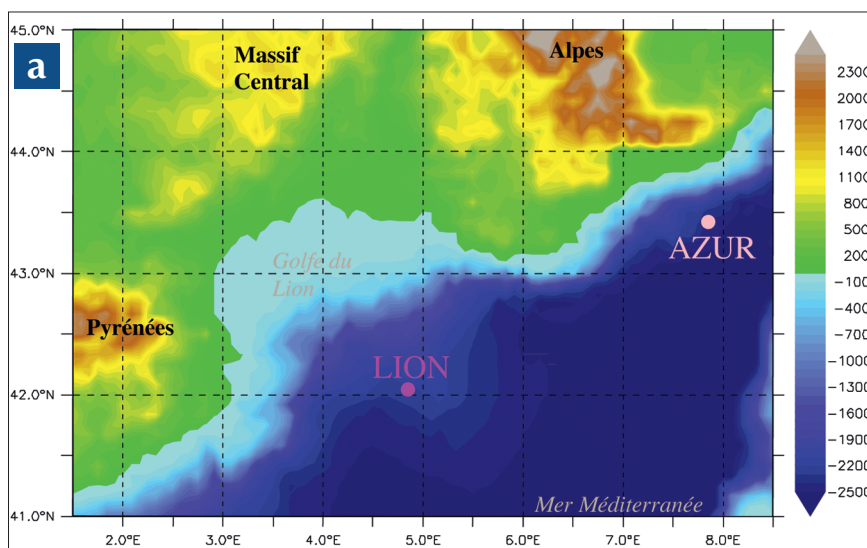 a
Massif
Central
Alpes
Golfe du
Lion
Pyrénées
LION
AZUR
Mer Méditerranée
45.0°N
44.0°N
43.0°N
42.0°N
41.0°N
2.0°E
3.0°E
4.0°E
5.0°E
6.0°E
7.0°E
8.0°E
2300
2000
1700
1400
1100
800
500
200
-100
-400
-700
-1000
-1300
-1600
-1900
-2200
-2500